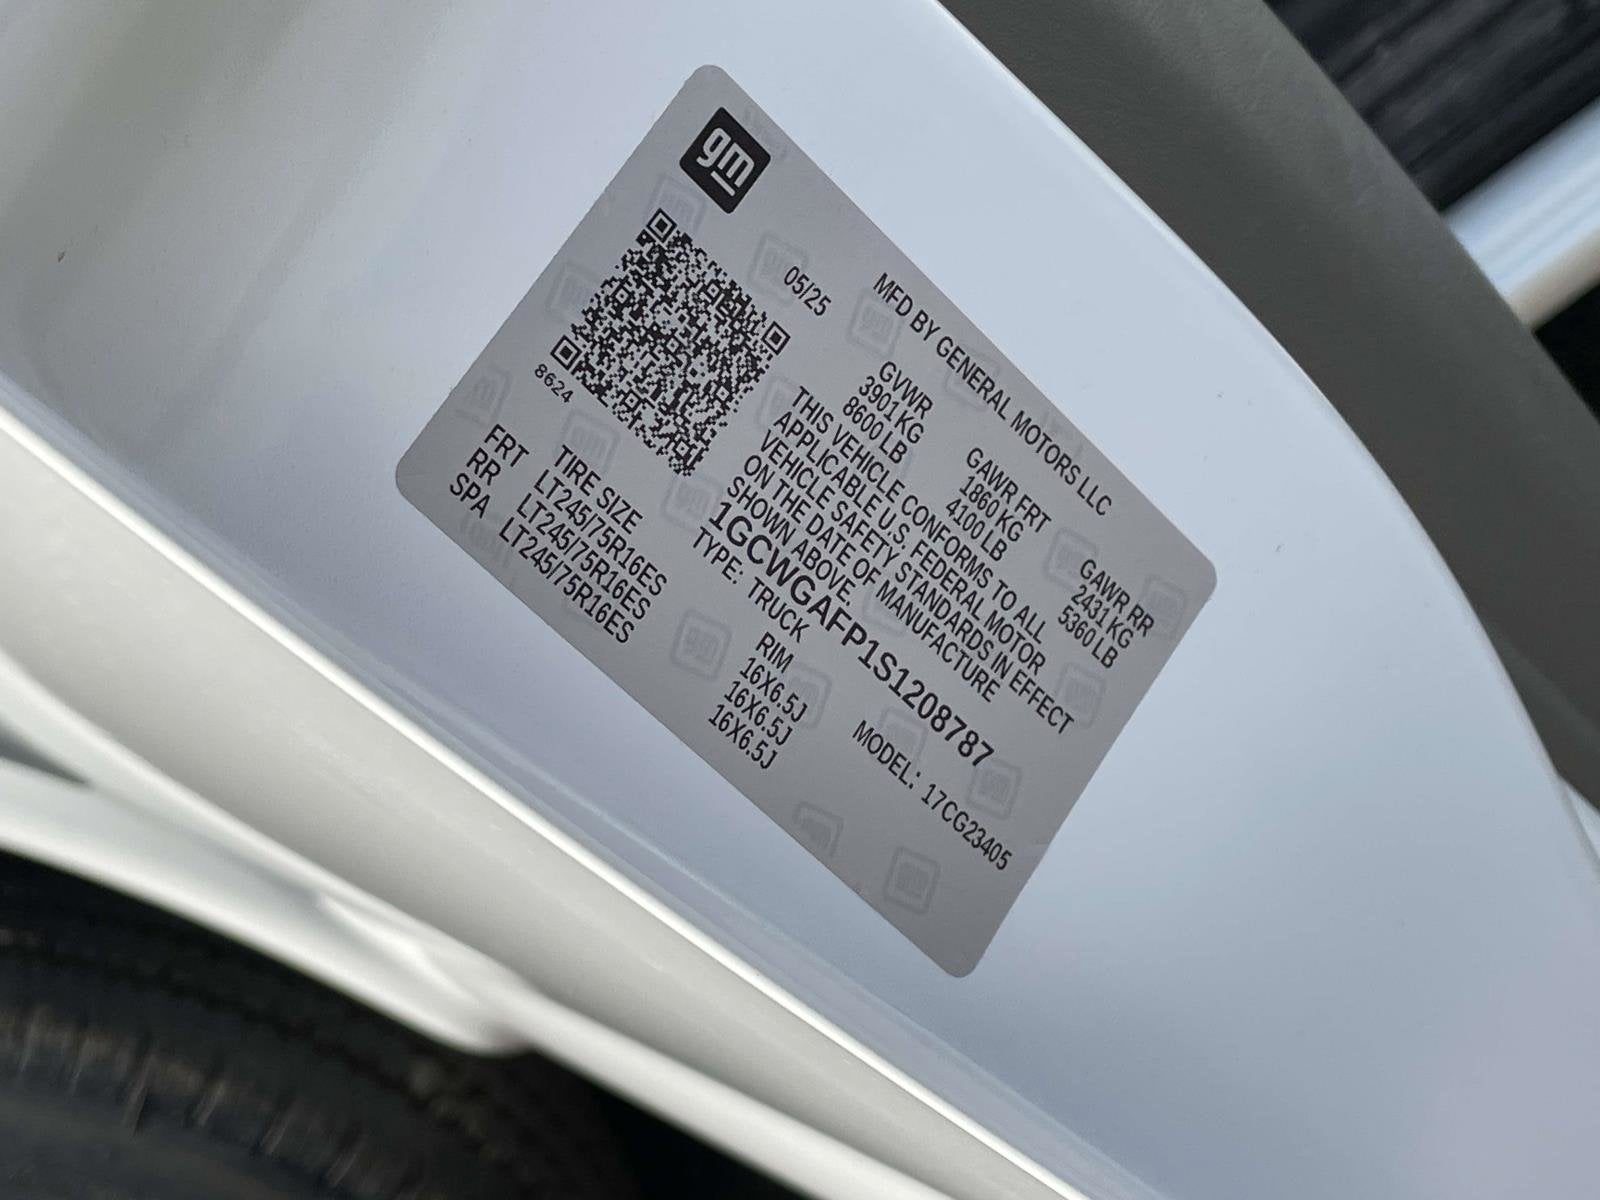 gm
MFD BY GENERAL MOTORS LLC
05/25
GVWR GAWR FRT GAWR RR
3901 KG 1860 KG 2431 KG
8600 LB 4100 LB 5360 LB
THIS VEHICLE CONFORMS TO ALL
APPLICABLE U.S. FEDERAL MOTOR
VEHICLE SAFETY STANDARDS IN EFFECT
ON THE DATE OF MANUFACTURE
SHOWN ABOVE.
8624
1GCWGAFP1S1208787
TYPE: TRUCK MODEL: 17CG23405
TIRE SIZE RIM
FRT LT245/75R16ES 16X6.5J
RR LT245/75R16ES 16X6.5J
SPA LT245/75R16ES 16X6.5J